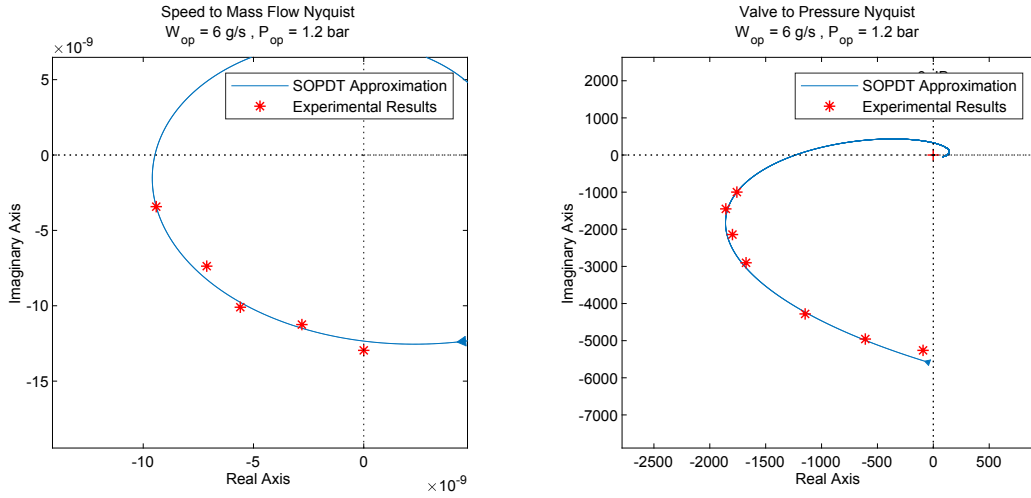 Speed to Mass Flow Nyquist
W_op = 6 g/s , P_op = 1.2 bar
×10^-9
5
0
-5
-10
-15
Imaginary Axis
SOPDT Approximation
Experimental Results
-10
-5
0
Real Axis
×10^-9
Valve to Pressure Nyquist
W_op = 6 g/s , P_op = 1.2 bar
2000
1000
0
-1000
-2000
-3000
-4000
-5000
-6000
-7000
Imaginary Axis
SOPDT Approximation
Experimental Results
-2500
-2000
-1500
-1000
-500
0
500
Real Axis